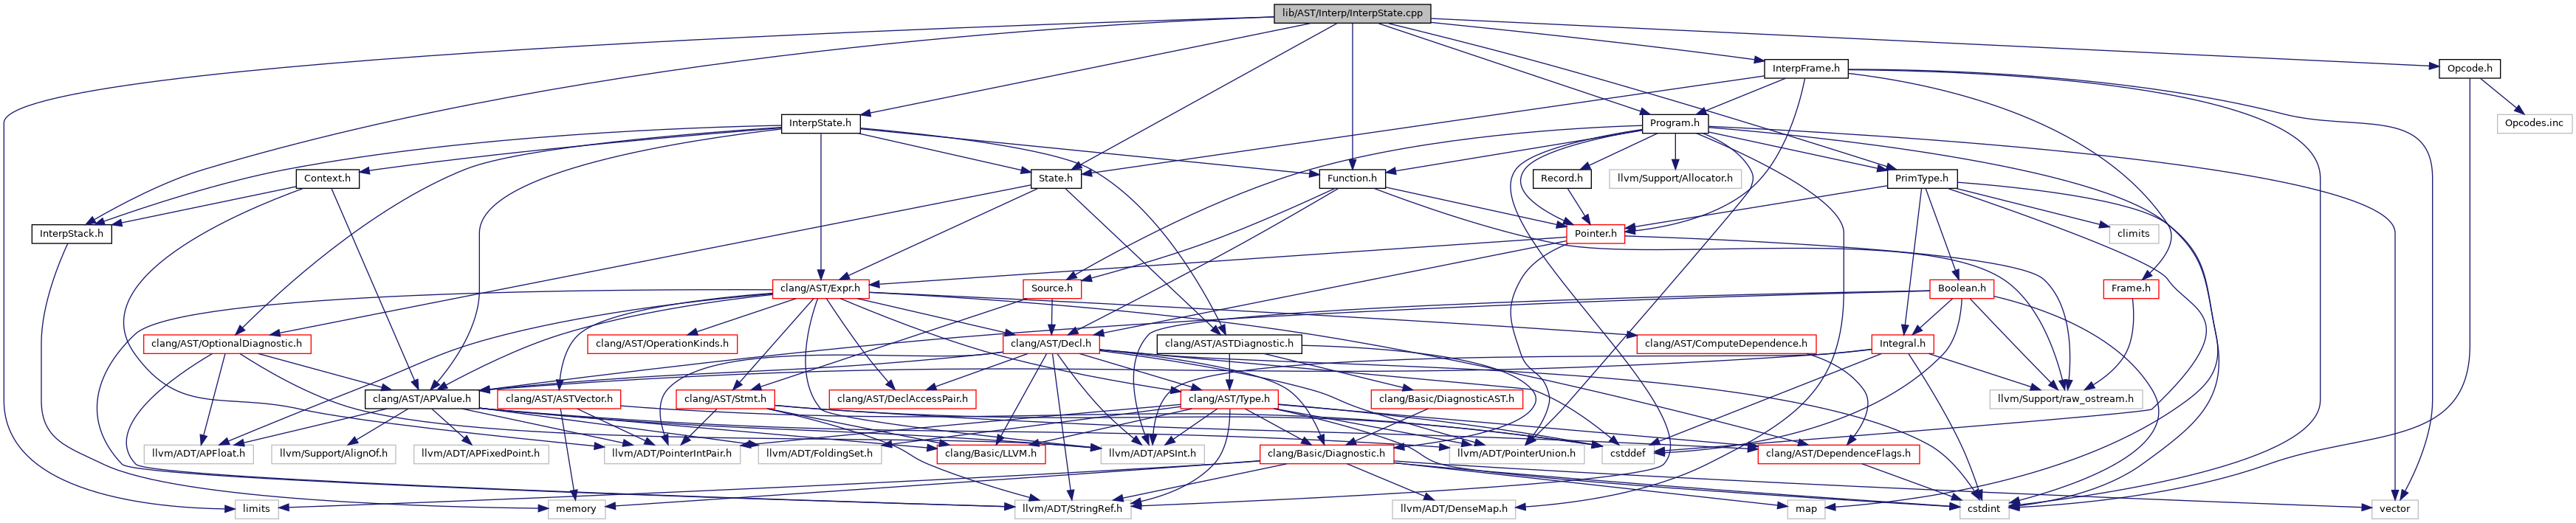 lib/AST/Interp/InterpState.cpp
InterpFrame.h
Opcode.h
InterpState.h
Program.h
Opcodes.inc
Context.h
State.h
Function.h
Record.h
llvm/Support/Allocator.h
PrimType.h
InterpStack.h
Pointer.h
climits
clang/AST/Expr.h
Source.h
Boolean.h
Frame.h
clang/AST/OptionalDiagnostic.h
clang/AST/OperationKinds.h
clang/AST/Decl.h
clang/AST/ASTDiagnostic.h
clang/AST/ComputeDependence.h
Integral.h
clang/AST/APValue.h
clang/AST/ASTVector.h
clang/AST/Stmt.h
clang/AST/DeclAccessPair.h
clang/AST/Type.h
clang/Basic/DiagnosticAST.h
llvm/Support/raw_ostream.h
llvm/ADT/APFloat.h
llvm/Support/AlignOf.h
llvm/ADT/APFixedPoint.h
llvm/ADT/PointerIntPair.h
llvm/ADT/FoldingSet.h
clang/Basic/LLVM.h
llvm/ADT/APSInt.h
clang/Basic/Diagnostic.h
llvm/ADT/PointerUnion.h
cstddef
clang/AST/DependenceFlags.h
limits
memory
llvm/ADT/StringRef.h
llvm/ADT/DenseMap.h
map
cstdint
vector